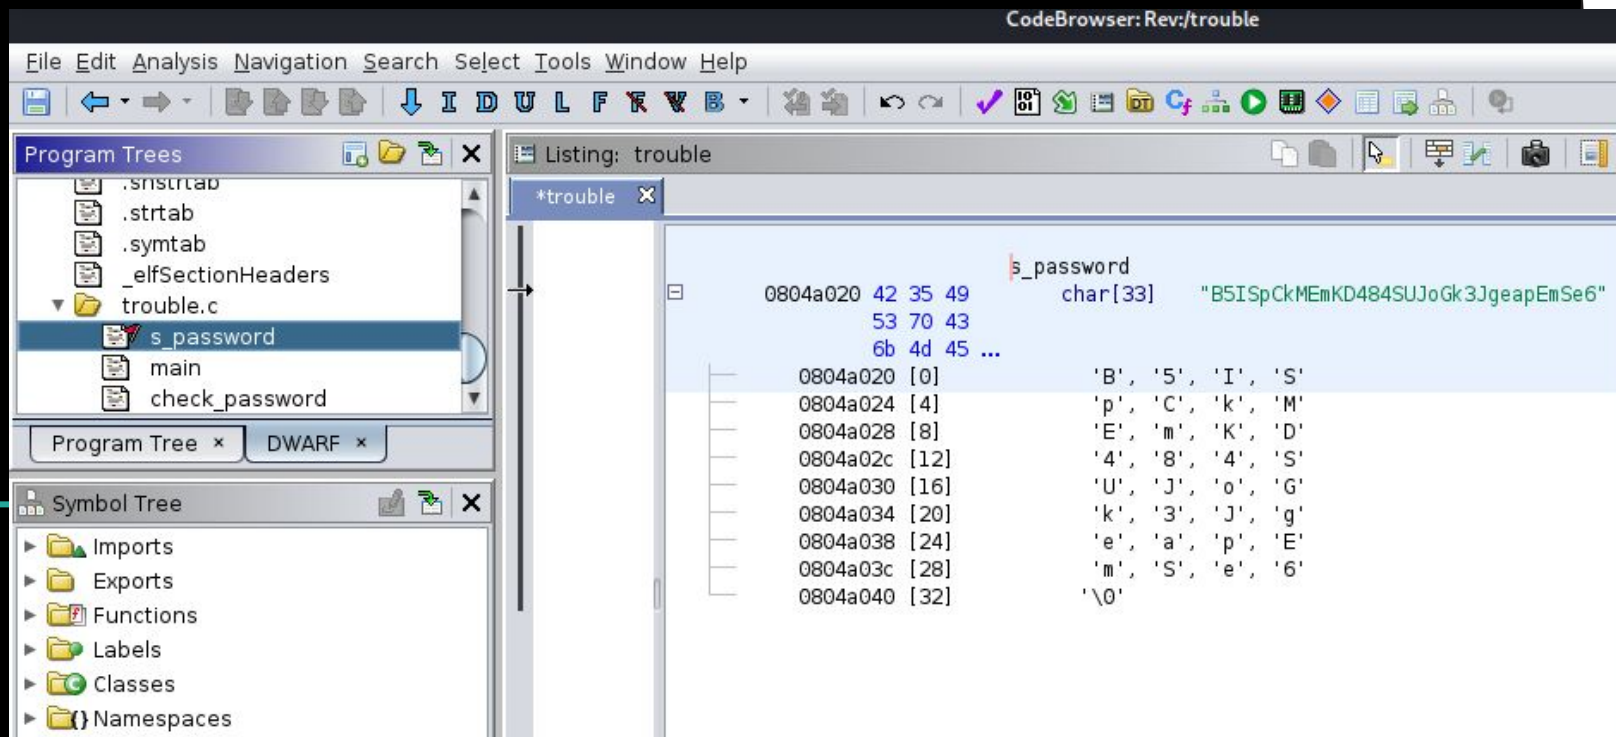 CodeBrowser: Rev:/trouble
File Edit Analysis Navigation Search Select Tools Window Help
I D U L F B
Program Trees
Listing: trouble
*trouble
.shstrtab
.strtab
.symtab
_elfSectionHeaders
trouble.c
s_password
main
check_password
Program Tree × DWARF ×
Symbol Tree
Imports
Exports
Functions
Labels
Classes
Namespaces
s_password
0804a020 42 35 49 char[33] "B5ISpCkMEmKD484SUJoGk3JgeapEmSe6"
53 70 43
6b 4d 45 ...
0804a020 [0] 'B', '5', 'I', 'S'
0804a024 [4] 'p', 'C', 'k', 'M'
0804a028 [8] 'E', 'm', 'K', 'D'
0804a02c [12] '4', '8', '4', 'S'
0804a030 [16] 'U', 'J', 'o', 'G'
0804a034 [20] 'k', '3', 'J', 'g'
0804a038 [24] 'e', 'a', 'p', 'E'
0804a03c [28] 'm', 'S', 'e', '6'
0804a040 [32] '\0'